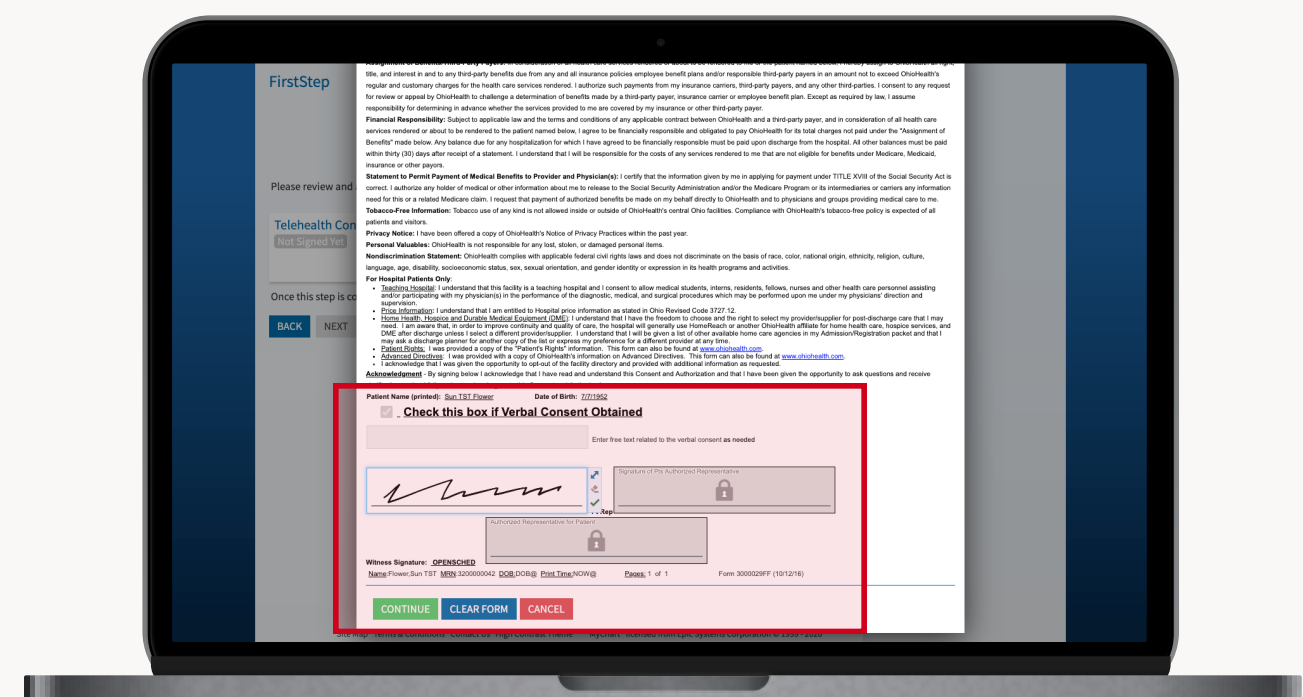 FirstStep
Please review and
Telehealth Con
Not Signed Yet
Once this step is co
BACK NEXT
title, and interest in and to any third-party benefits due from any and all insurance policies employee benefit plans and/or responsible third-party payers in an amount not to exceed OhioHealth's
regular and customary charges for the health care services rendered. I authorize such payments from my insurance carriers, third-party payers, and any other third-parties. I consent to any request
for review or appeal by OhioHealth to challenge a determination of benefits made by a third-party payer, insurance carrier or employee benefit plan. Except as required by law, I assume
responsibility for determining in advance whether the services provided to me are covered by my insurance or other third-party payer.
Financial Responsibility: Subject to applicable law and the terms and conditions of any applicable contract between OhioHealth and a third-party payer, and in consideration of all health care
services rendered or about to be rendered to the patient named below, I agree to be financially responsible and obligated to pay OhioHealth for its total charges not paid under the "Assignment of
Benefits" made below. Any balance due for any hospitalization for which I have agreed to be financially responsible must be paid upon discharge from the hospital. All other balances must be paid
within thirty (30) days after receipt of a statement. I understand that I will be responsible for the costs of any services rendered to me that are not eligible for benefits under Medicare, Medicaid,
insurance or other payors.
Statement to Permit Payment of Medical Benefits to Provider and Physician(s): I certify that the information given by me in applying for payment under TITLE XVIII of the Social Security Act is
correct. I authorize any holder of medical or other information about me to release to the Social Security Administration and/or the Medicare Program or its intermediaries or carriers any information
need for this or a related Medicare claim. I request that payment of authorized benefits be made on my behalf directly to OhioHealth and to physicians and groups providing medical care to me.
Tobacco-Free Information: Tobacco use of any kind is not allowed inside or outside of OhioHealth's central Ohio facilities. Compliance with OhioHealth's tobacco-free policy is expected of all
patients and visitors.
Privacy Notice: I have been offered a copy of OhioHealth's Notice of Privacy Practices within the past year.
Personal Valuables: OhioHealth is not responsible for any lost, stolen, or damaged personal items.
Nondiscrimination Statement: OhioHealth complies with applicable federal civil rights laws and does not discriminate on the basis of race, color, national origin, ethnicity, religion, culture,
language, age, disability, socioeconomic status, sex, sexual orientation, and gender identity or expression in its health programs and activities.
For Hospital Patients Only:
• Teaching Hospital: I understand that this facility is a teaching hospital and I consent to allow medical students, interns, residents, fellows, nurses and other health care personnel assisting
and/or participating with my physician(s) in the performance of the diagnostic, medical, and surgical procedures which may be performed upon me under my physicians' direction and
supervision.
• Price Information: I understand that I am entitled to Hospital price information as stated in Ohio Revised Code 3727.12.
• Home Health, Hospice and Durable Medical Equipment (DME): I understand that I have the freedom to choose and the right to select my provider/supplier for post-discharge care that I may
need. I am aware that, in order to improve continuity and quality of care, the hospital will generally use HomeReach or another OhioHealth affiliate for home health care, hospice services, and
DME after discharge unless I select a different provider/supplier. I understand that I will be given a list of other available home care agencies in my Admission/Registration packet and that I
may ask a discharge planner for another copy of the list or express my preference for a different provider at any time.
• Patient Rights: I was provided a copy of the "Patient's Rights" information. This form can also be found at www.ohiohealth.com.
• Advanced Directives: I was provided with a copy of OhioHealth's information on Advanced Directives. This form can also be found at www.ohiohealth.com.
• I acknowledge that I was given the opportunity to opt-out of the facility directory and provided with additional information as requested.
Acknowledgment - By signing below I acknowledge that I have read and understand this Consent and Authorization and that I have been given the opportunity to ask questions and receive
Patient Name (printed): Sun TST Flower Date of Birth: 7/7/1952
Check this box if Verbal Consent Obtained
Enter free text related to the verbal consent as needed
Signature of Pts Authorized Representative
Rep
Authorized Representative for Patient
Witness Signature: OPENSCHED
Name:Flower,Sun TST MRN:3200000042 DOB:DOB@ Print Time:NOW@ Pages: 1 of 1 Form 3000029FF (10/12/16)
CONTINUE CLEAR FORM CANCEL
Site Map Terms & Conditions Contact Us High Contrast Theme MyChart® licensed from Epic Systems Corporation © 1999 - 2020